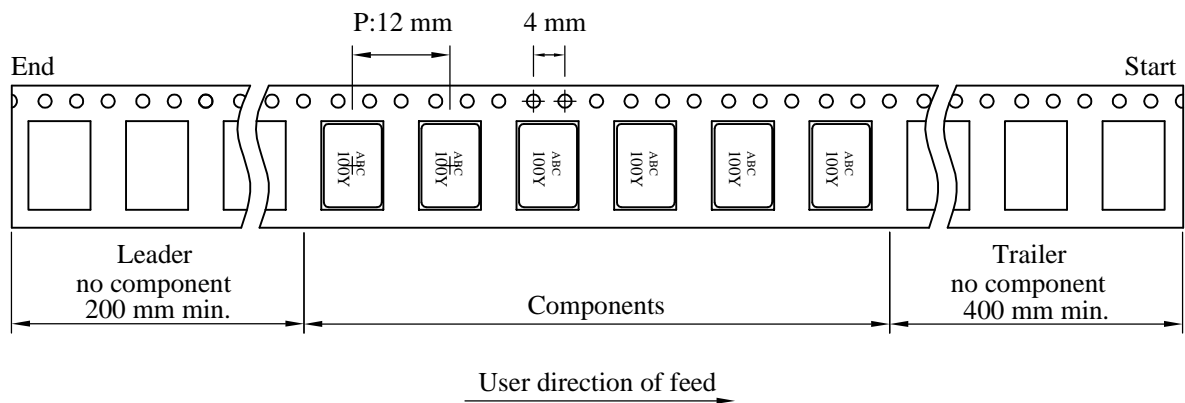 P:12 mm
4 mm
End
Start
ABC
100Y
ABC
100Y
ABC
100Y
ABC
100Y
ABC
100Y
ABC
100Y
Leader
no component
200 mm min.
Components
Trailer
no component
400 mm min.
User direction of feed